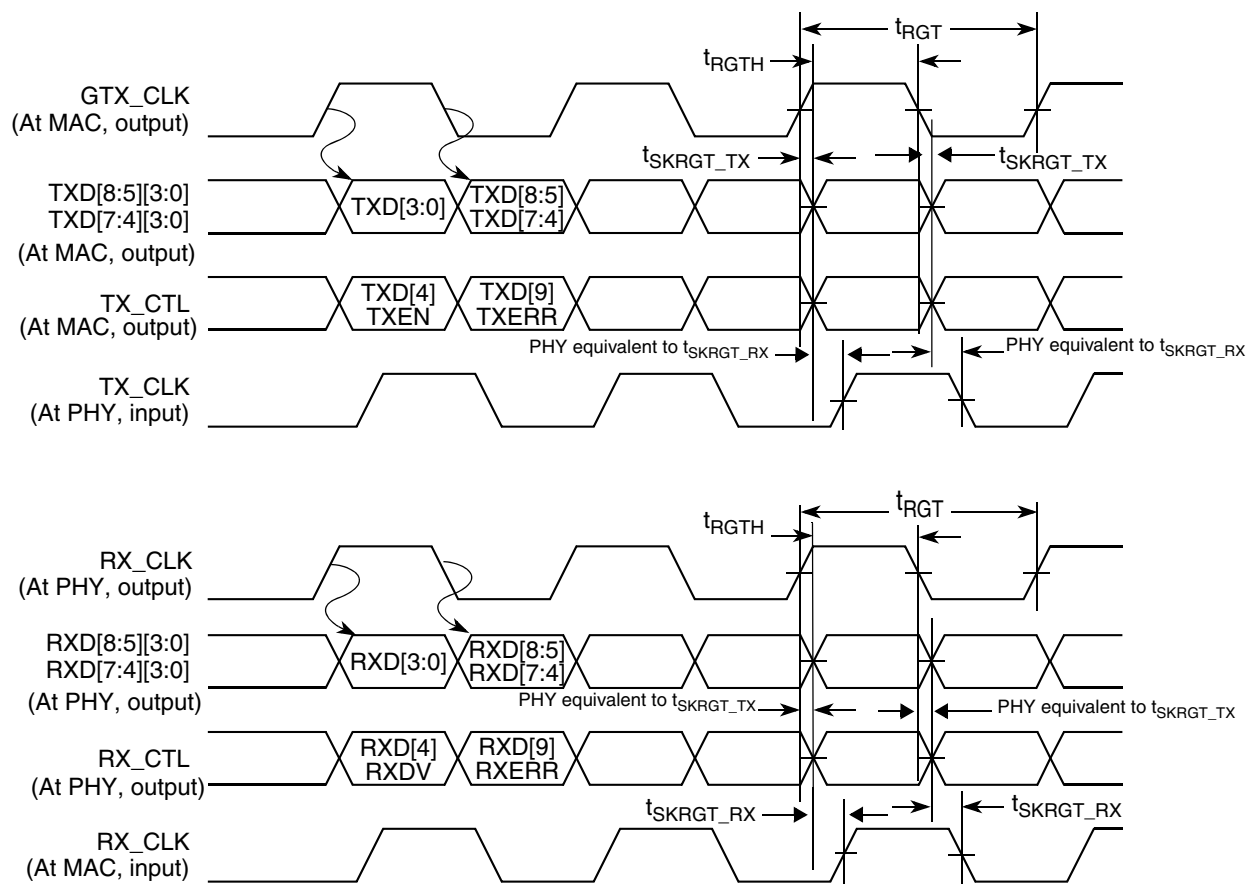 tRGT
tRGTH
GTX_CLK
(At MAC, output)
tSKRGT_TX
tSKRGT_TX
TXD[8:5][3:0]
TXD[7:4][3:0]
(At MAC, output)
TXD[3:0]
TXD[8:5]
TXD[7:4]
TX_CTL
(At MAC, output)
TXD[4]
TXEN
TXD[9]
TXERR
PHY equivalent to tSKRGT_RX
PHY equivalent to tSKRGT_RX
TX_CLK
(At PHY, input)
tRGT
tRGTH
RX_CLK
(At PHY, output)
RXD[8:5][3:0]
RXD[7:4][3:0]
(At PHY, output)
RXD[3:0]
RXD[8:5]
RXD[7:4]
PHY equivalent to tSKRGT_TX
PHY equivalent to tSKRGT_TX
RX_CTL
(At PHY, output)
RXD[4]
RXDV
RXD[9]
RXERR
tSKRGT_RX
tSKRGT_RX
RX_CLK
(At MAC, input)